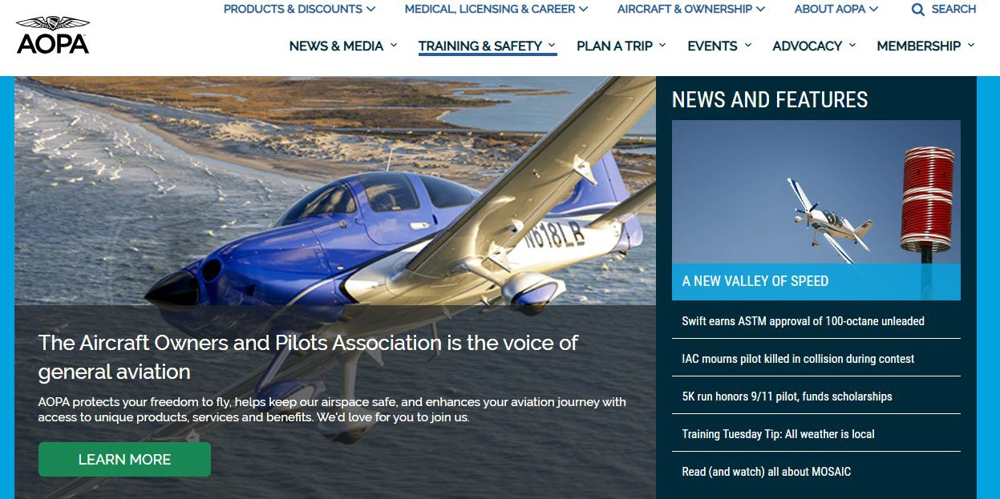 PRODUCTS & DISCOUNTS
MEDICAL, LICENSING & CAREER
AIRCRAFT & OWNERSHIP
ABOUT AOPA
SEARCH
AOPA
NEWS & MEDIA
TRAINING & SAFETY
PLAN A TRIP
EVENTS
ADVOCACY
MEMBERSHIP
N618LB
The Aircraft Owners and Pilots Association is the voice of
general aviation
AOPA protects your freedom to fly, helps keep our airspace safe, and enhances your aviation journey with
access to unique products, services and benefits. We'd love for you to join us.
LEARN MORE
NEWS AND FEATURES
A NEW VALLEY OF SPEED
Swift earns ASTM approval of 100-octane unleaded
IAC mourns pilot killed in collision during contest
5K run honors 9/11 pilot, funds scholarships
Training Tuesday Tip: All weather is local
Read (and watch) all about MOSAIC